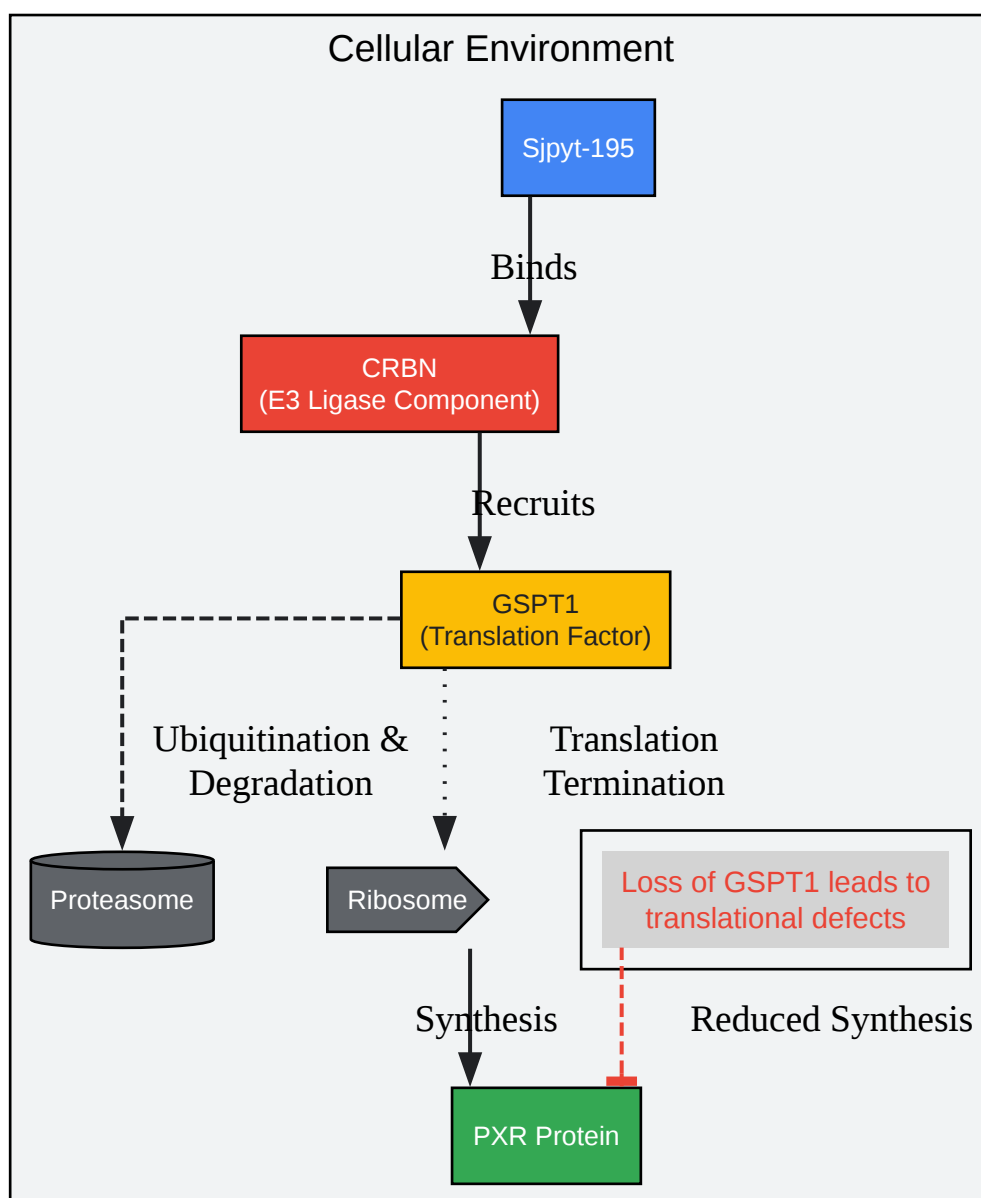 Cellular Environment
Sjpyt-195
Binds
CRBN
(E3 Ligase Component)
Recruits
GSPT1
(Translation Factor)
Ubiquitination &
Degradation
Translation
Termination
Proteasome
Ribosome
Loss of GSPT1 leads to
translational defects
Synthesis
Reduced Synthesis
PXR Protein